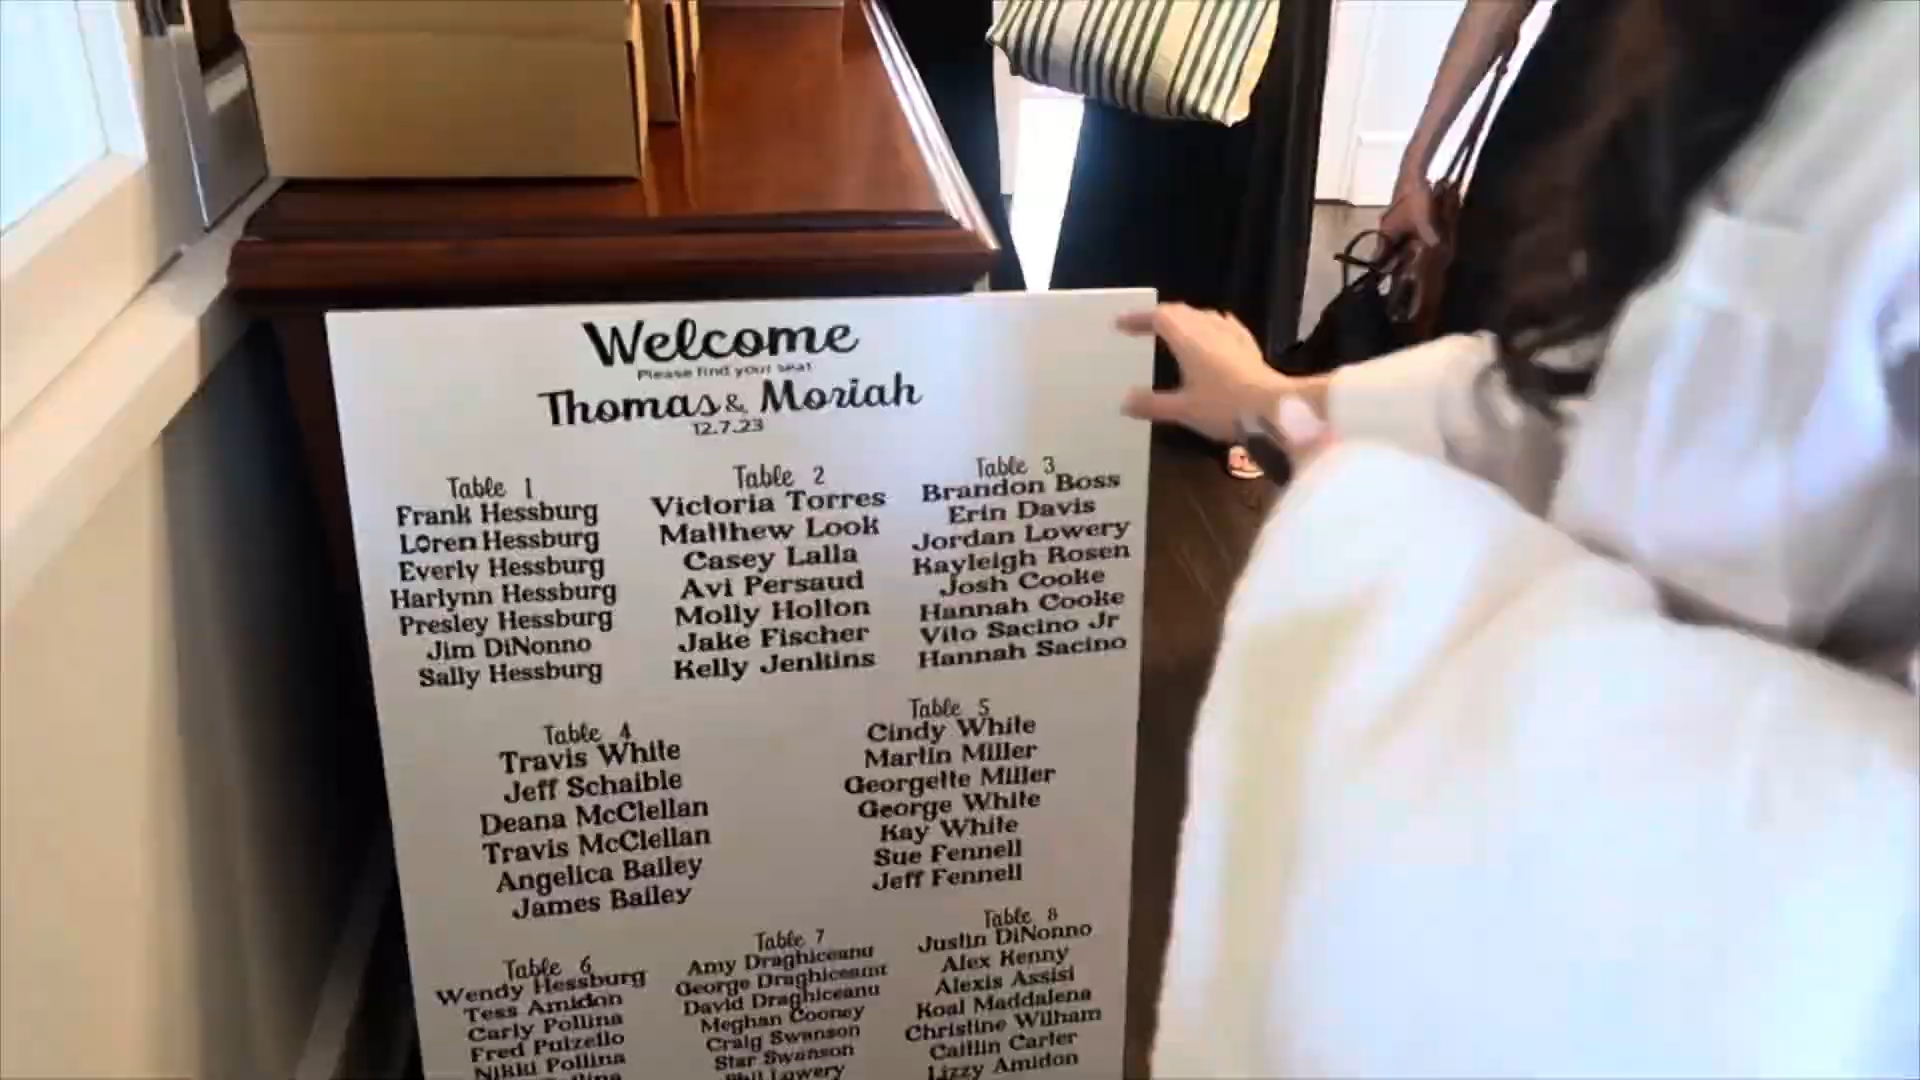 Welcome
Please find your seat
Thomas & Moriah
12.7.23
Table 1
Frank Hessburg
Loren Hessburg
Everly Hessburg
Harlynn Hessburg
Presley Hessburg
Jim DiNonno
Sally Hessburg
Table 2
Victoria Torres
Matthew Look
Casey Lalla
Avi Persaud
Molly Holton
Jake Fischer
Kelly Jenkins
Table 3
Brandon Boss
Erin Davis
Jordan Lowery
Kayleigh Rosen
Josh Cooke
Hannah Cooke
Vito Sacino Jr
Hannah Sacino
Table 4
Travis White
Jeff Schaible
Deana McClellan
Travis McClellan
Angelica Bailey
James Bailey
Table 5
Cindy White
Martin Miller
Georgette Miller
George White
Kay White
Sue Fennell
Jeff Fennell
Table 6
Wendy Hessburg
Tess Amidon
Carly Pollina
Fred Putzello
Nikki Pollina
Table 7
Amy Draghiceanu
George Draghiceanu
David Draghiceanu
Meghan Cooney
Craig Swanson
Star Swanson
Phil Lowery
Table 8
Justin DiNonno
Alex Kenny
Alexis Assisi
Koal Maddalena
Christine Wilham
Caitlin Carter
Lizzy Amidon